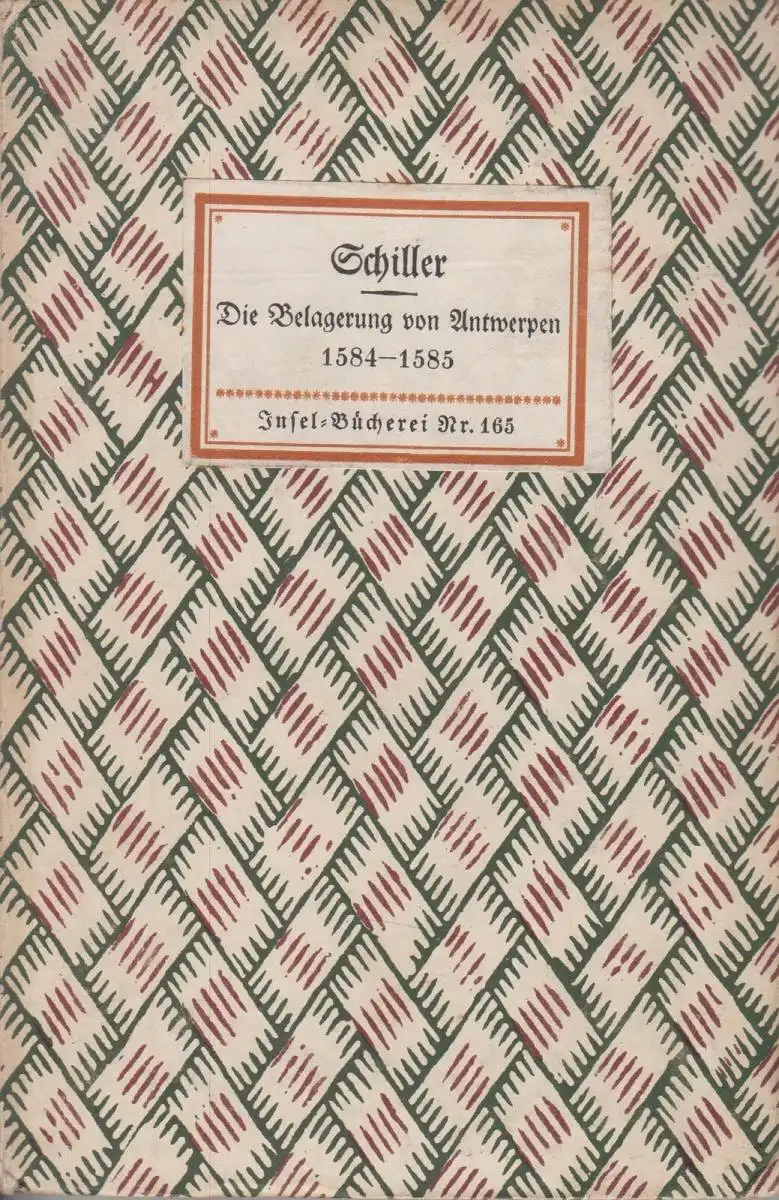 Schiller
Die Belagerung von Antwerpen
1584–1585
Insel-Bücherei Nr. 165